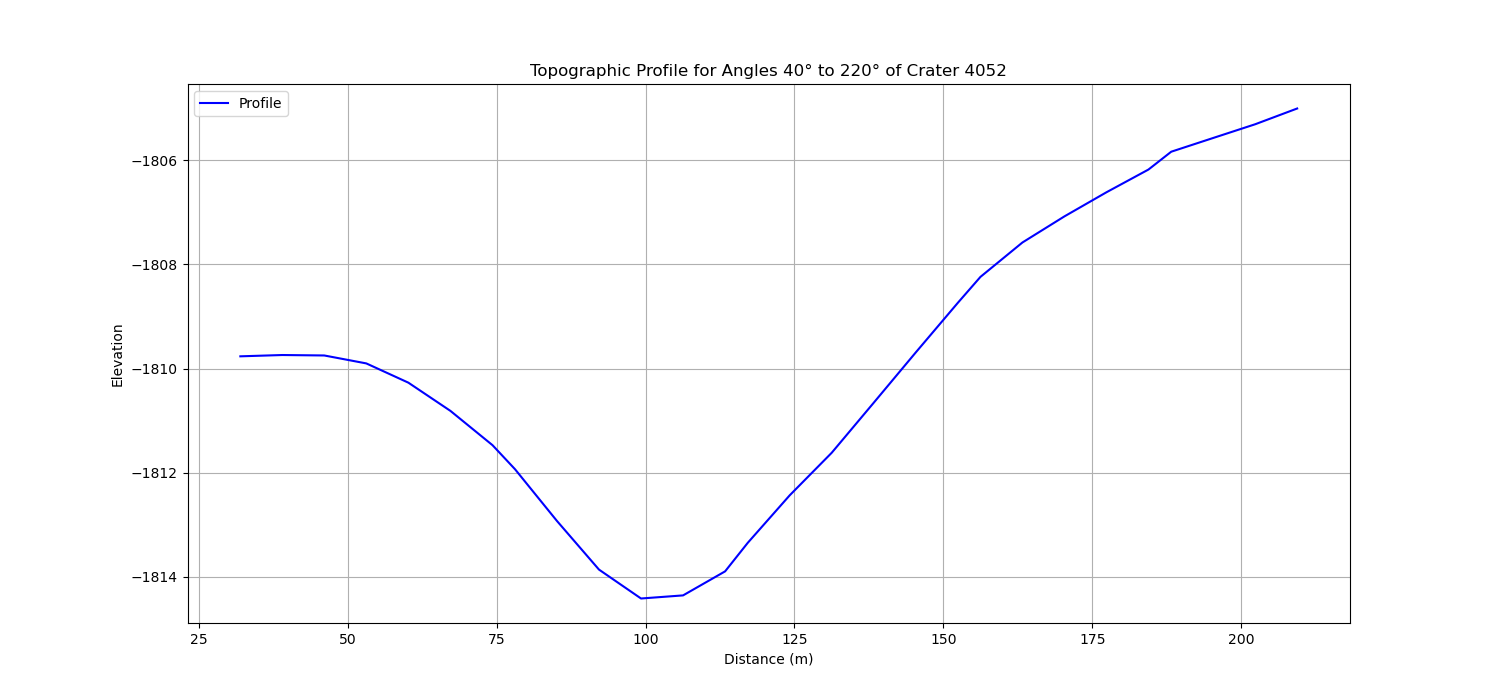 Topographic Profile for Angles 40° to 220° of Crater 4052
Profile
−1806
−1808
−1810
−1812
−1814
Elevation
25 50 75 100 125 150 175 200
Distance (m)